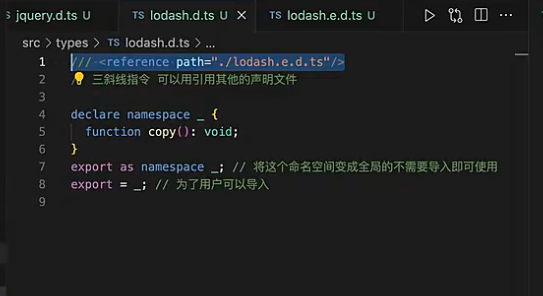 jquery.d.ts U TS lodash.d.ts U TS lodash.e.d.ts U
src > types > TS lodash.d.ts > ...
1 /// <reference path="./lodash.e.d.ts"/>
2 三斜线指令 可以用引用其他的声明文件
3
4 declare namespace _ {
5 function copy(): void;
6 }
7 export as namespace _; // 将这个命名空间变成全局的不需要导入即可使用
8 export = _; // 为了用户可以导入
9